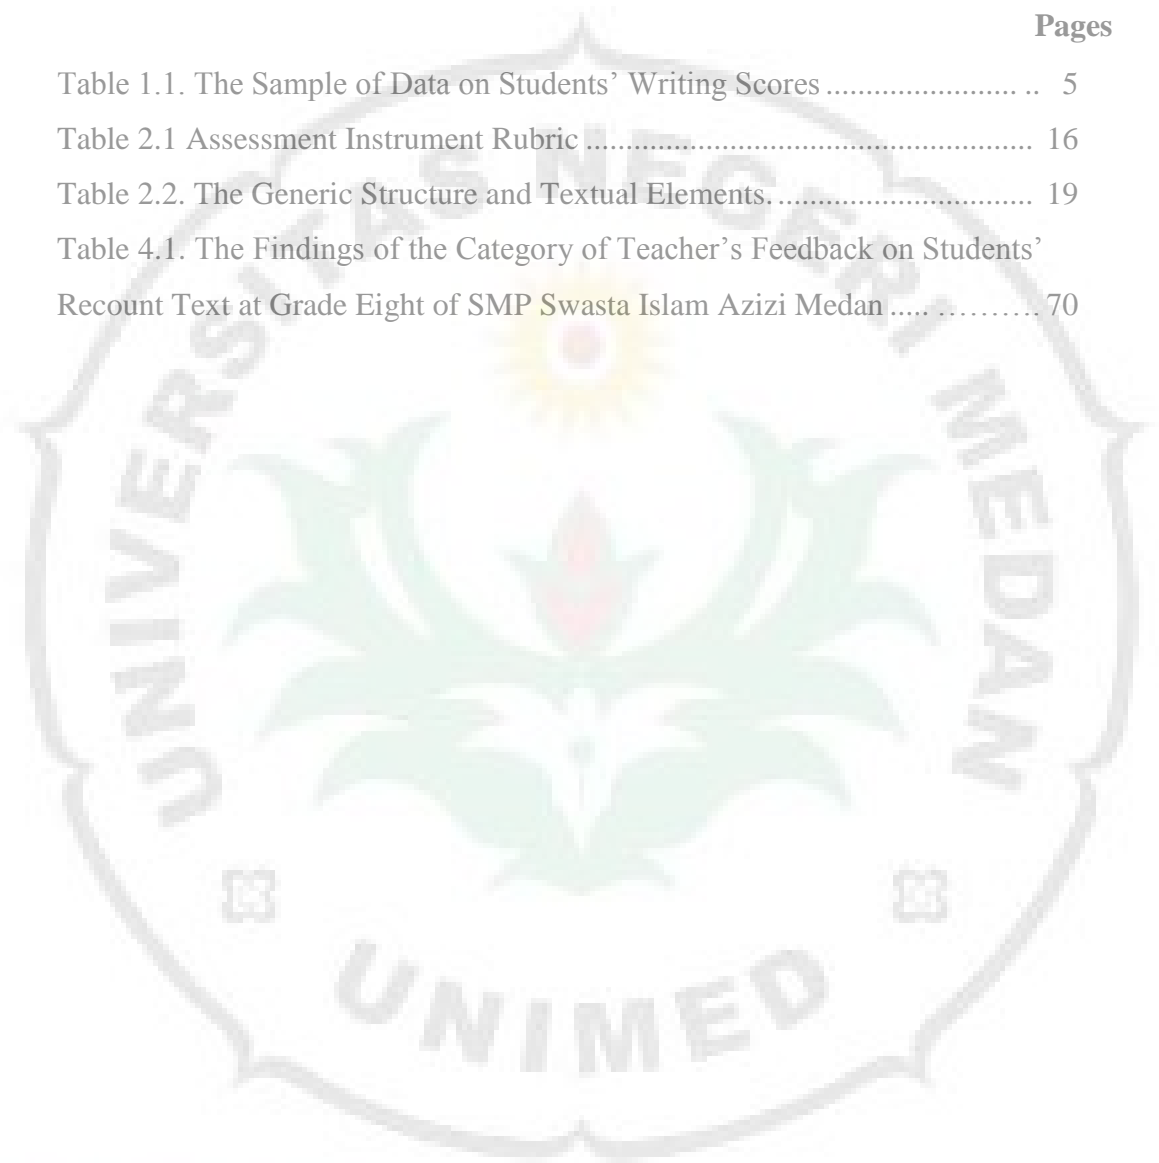 Pages
Table 1.1. The Sample of Data on Students’ Writing Scores ........................ .. 5
Table 2.1 Assessment Instrument Rubric ......................................................... 16
Table 2.2. The Generic Structure and Textual Elements. ................................ 19
Table 4.1. The Findings of the Category of Teacher’s Feedback on Students’
Recount Text at Grade Eight of SMP Swasta Islam Azizi Medan ..... ………. 70
UNIVERSITAS NEGERI MEDAN
UNIMED